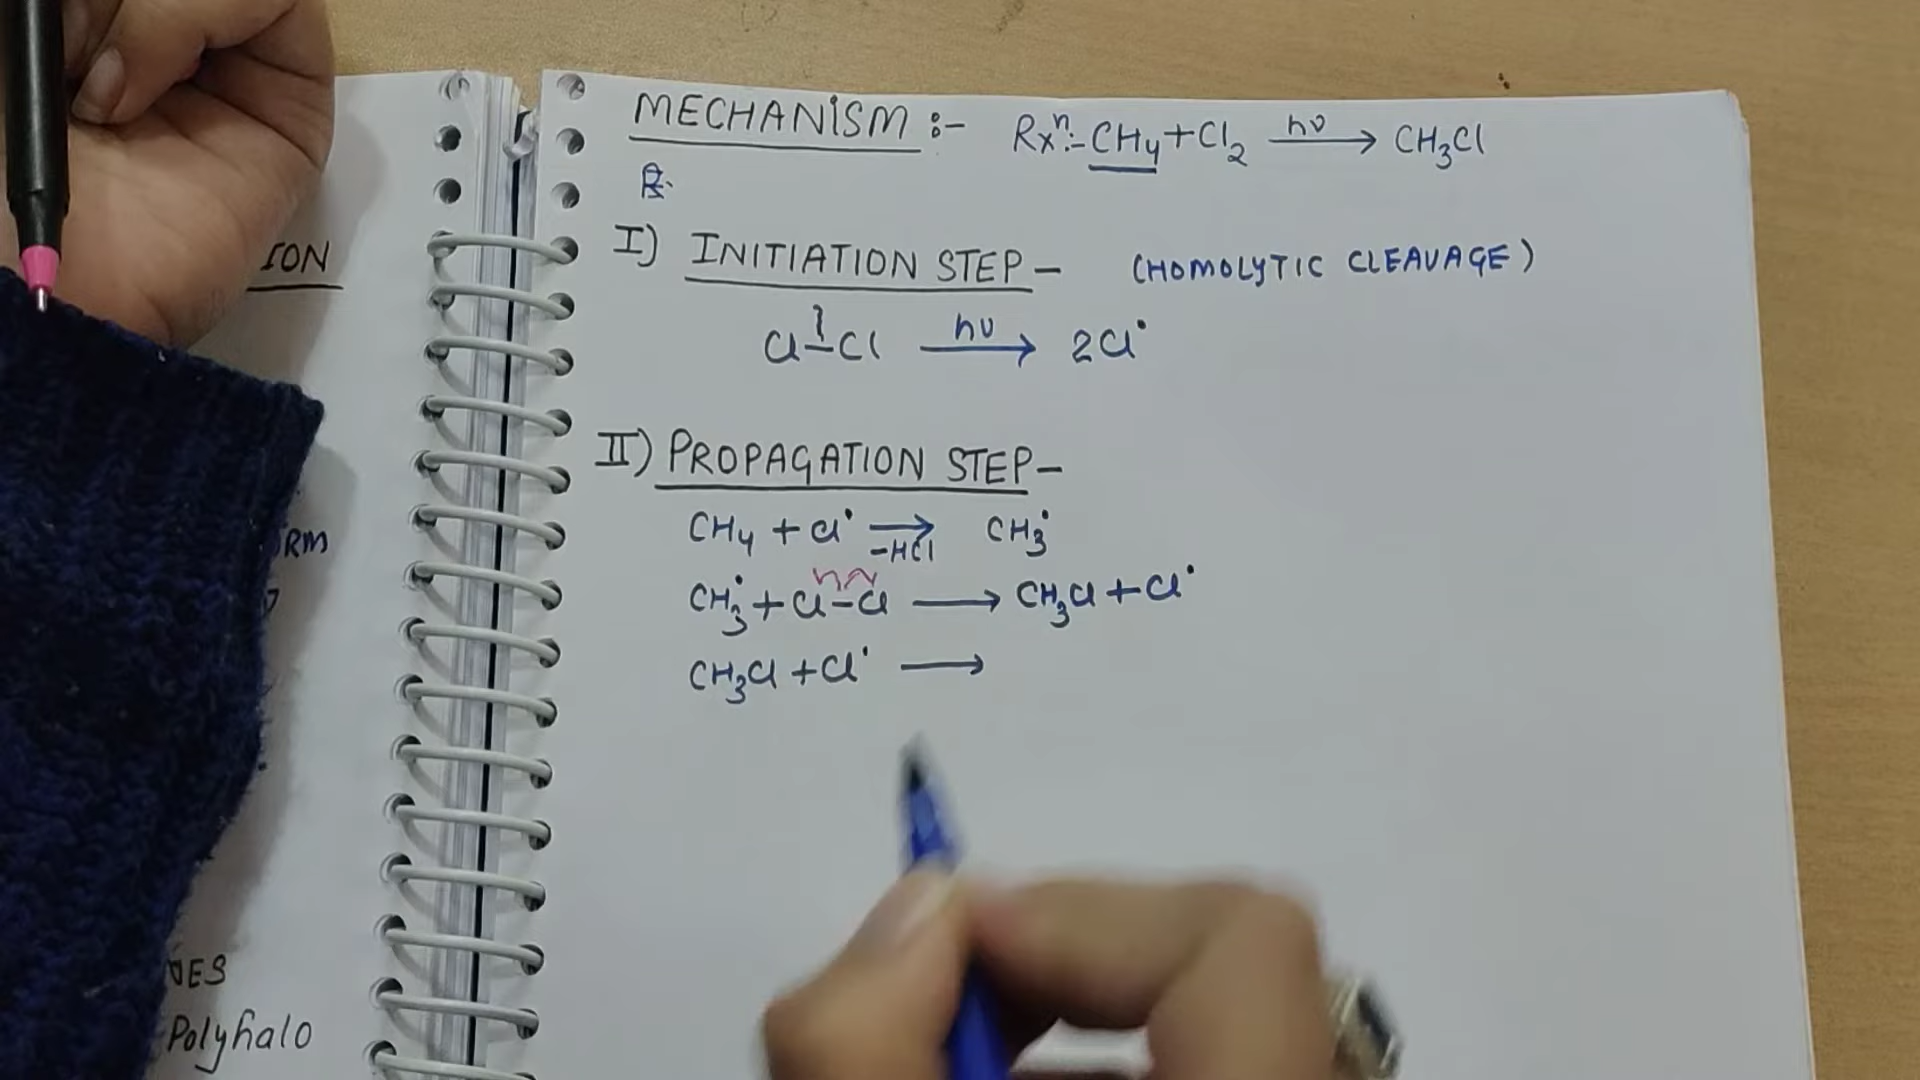 MECHANISM :- Rxⁿ:- CH4 + Cl2 hν → CH3Cl
I) INITIATION STEP – (HOMOLYTIC CLEAVAGE)
Cl–Cl hν → 2Cl•
II) PROPAGATION STEP –
CH4 + Cl• → -HCl CH3•
CH3• + Cl–Cl → CH3Cl + Cl•
CH3Cl + Cl• →
ION
RM
DES
Polyhalo